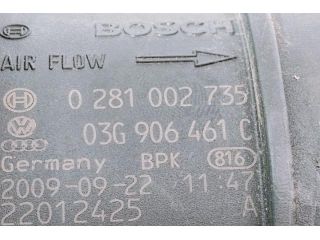 BOSCH
AIR FLOW
0 281 002 735
03G 906 461 C
Germany BPK 816
2009-09-22 11:47
22012425 A